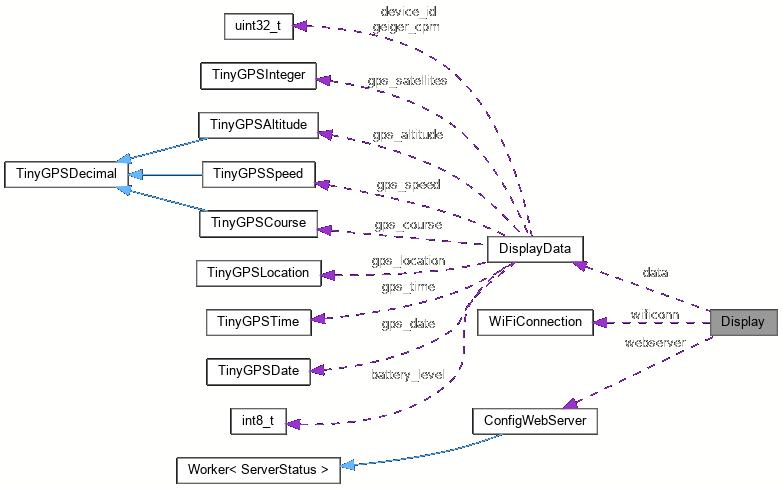 device_id
geiger_cpm
uint32_t
TinyGPSInteger
gps_satellites
TinyGPSAltitude
gps_altitude
TinyGPSDecimal
TinyGPSSpeed
gps_speed
TinyGPSCourse
gps_course
DisplayData
TinyGPSLocation
gps_location
data
gps_time
TinyGPSTime
WiFiConnection
wificonn
Display
gps_date
webserver
TinyGPSDate
battery_level
int8_t
ConfigWebServer
Worker< ServerStatus >